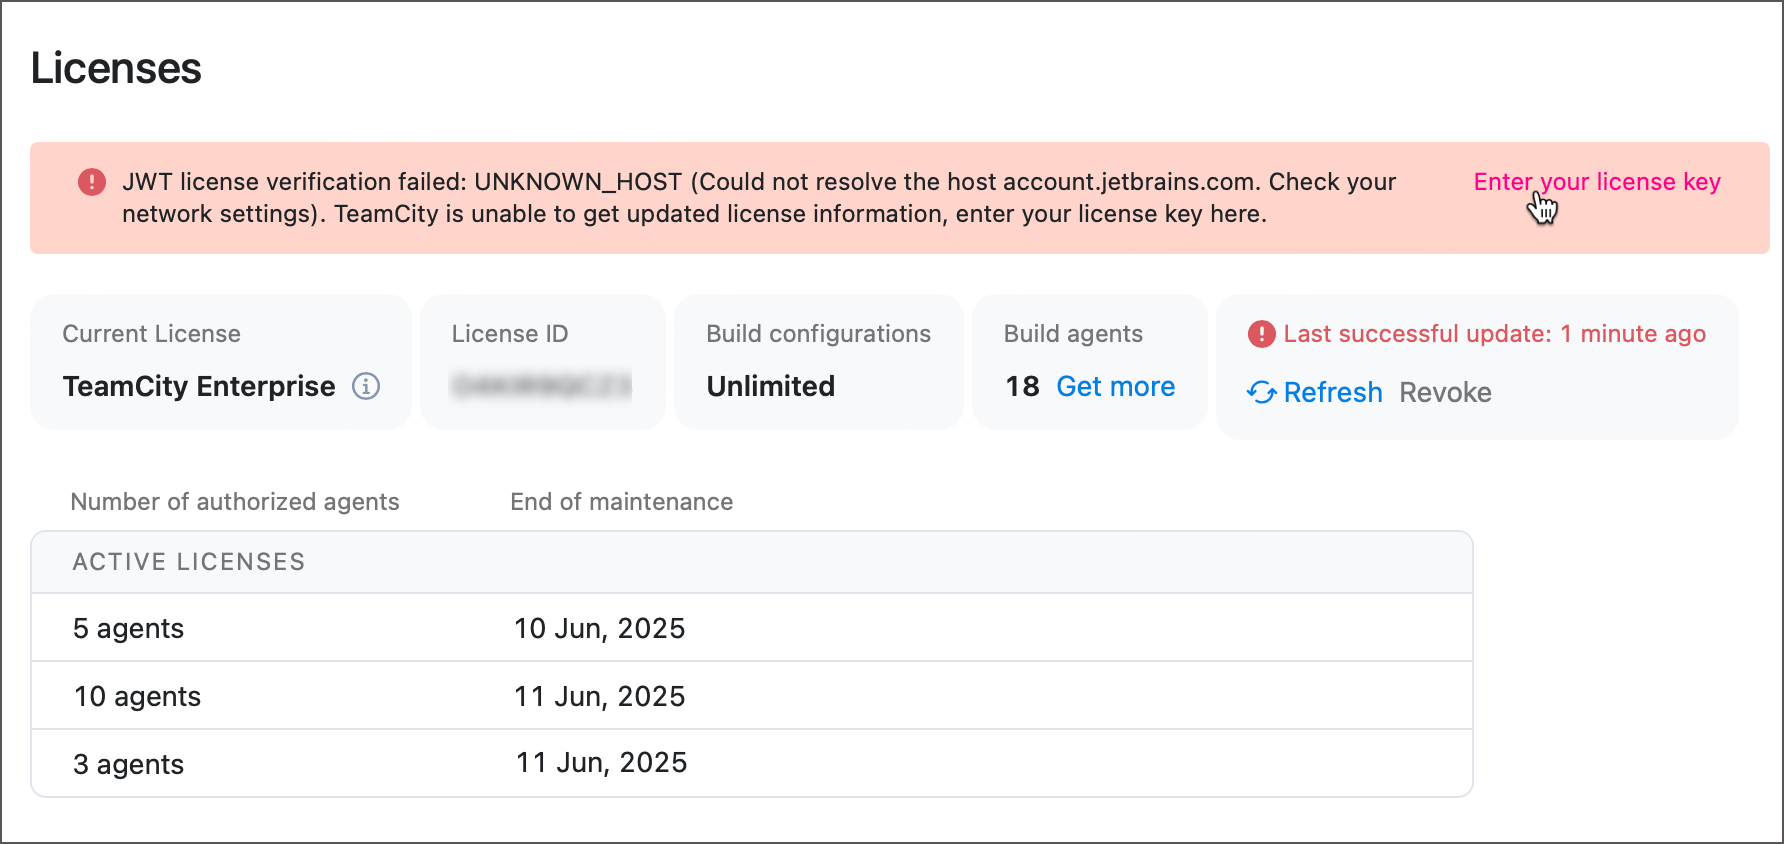 Licenses
JWT license verification failed: UNKNOWN_HOST (Could not resolve the host account.jetbrains.com. Check your
network settings). TeamCity is unable to get updated license information, enter your license key here.
Enter your license key
Current License
TeamCity Enterprise
License ID
Build configurations
Unlimited
Build agents
18 Get more
Last successful update: 1 minute ago
Refresh Revoke
Number of authorized agents End of maintenance
ACTIVE LICENSES
5 agents 10 Jun, 2025
10 agents 11 Jun, 2025
3 agents 11 Jun, 2025